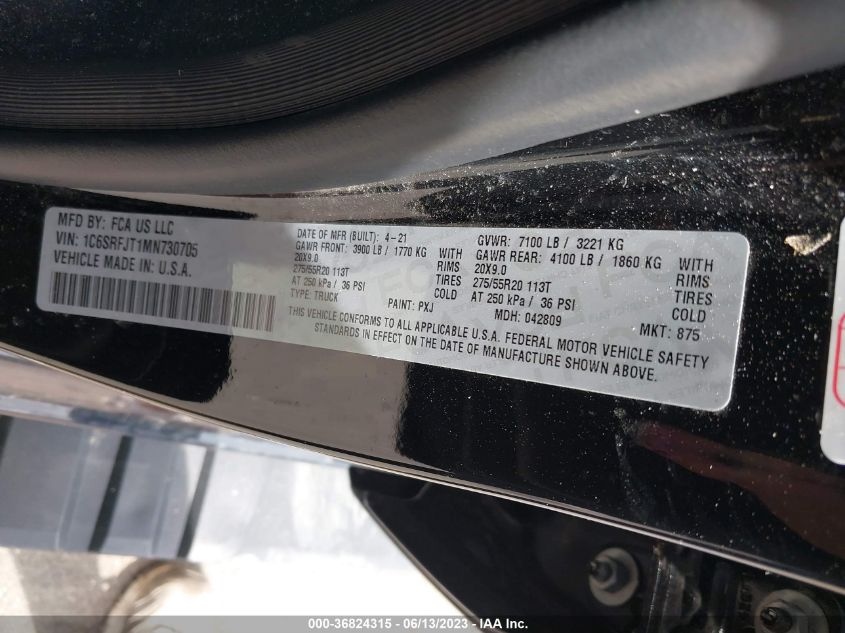 MFD BY: FCA US LLC
VIN: 1C6SRFJT1MN730705
VEHICLE MADE IN: U.S.A.
DATE OF MFR (BUILT): 4-21
GAWR FRONT: 3900 LB / 1770 KG WITH
20X9.0 RIMS
275/55R20 113T TIRES
AT 250 kPa / 36 PSI COLD
TYPE: TRUCK PAINT: PXJ
GVWR: 7100 LB / 3221 KG
GAWR REAR: 4100 LB / 1860 KG WITH
20X9.0 RIMS
275/55R20 113T TIRES
AT 250 kPa / 36 PSI COLD
MDH: 042809 MKT: 875
THIS VEHICLE CONFORMS TO ALL APPLICABLE U.S.A. FEDERAL MOTOR VEHICLE SAFETY
STANDARDS IN EFFECT ON THE DATE OF MANUFACTURE SHOWN ABOVE.
000-36824315 - 06/13/2023 - IAAI.COM